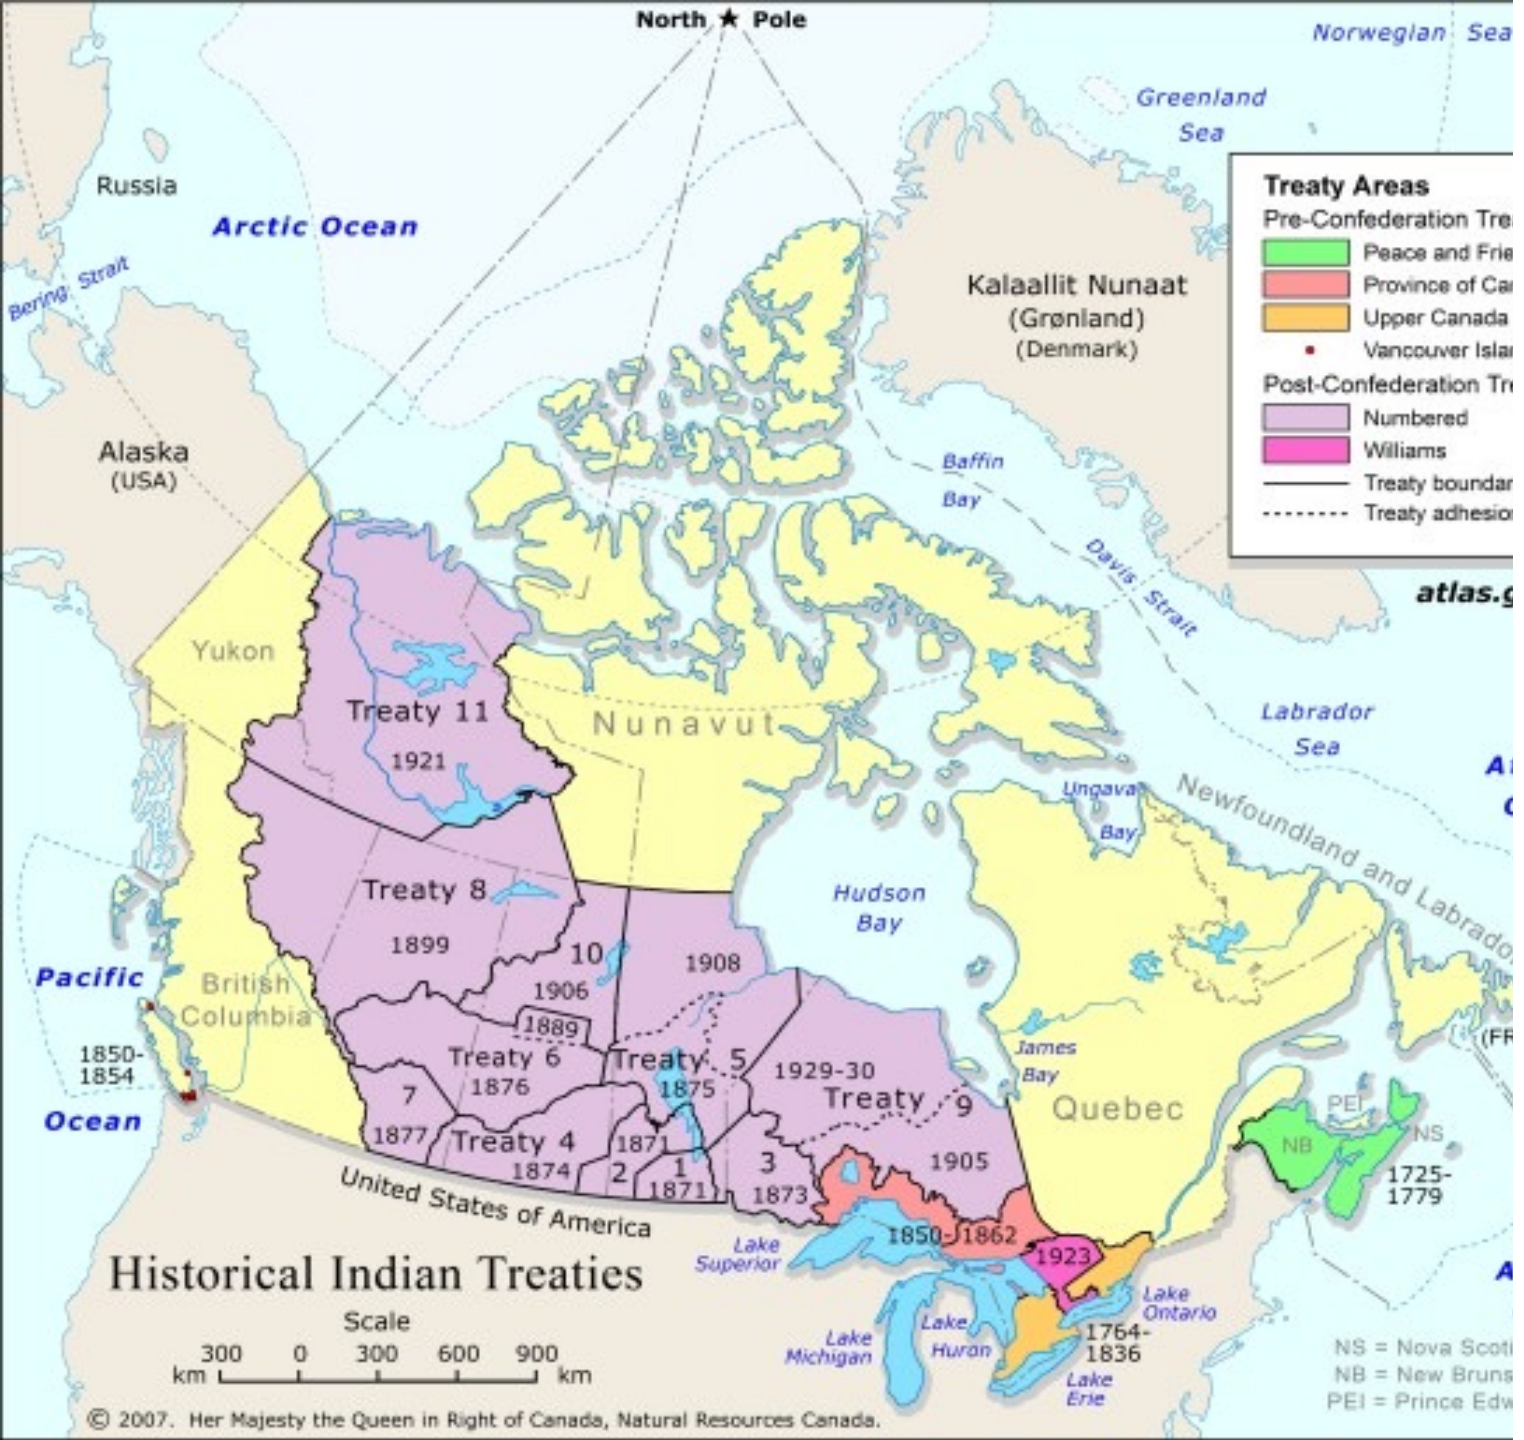 North ★ Pole
Norwegian Sea
Greenland
Sea
Russia
Arctic Ocean
Bering Strait
Kalaallit Nunaat
(Grønland)
(Denmark)
Treaty Areas
Pre-Confederation Tre
Peace and Frie
Province of Ca
Upper Canada
Vancouver Isla
Post-Confederation Tre
Numbered
Williams
Treaty bounda
Treaty adhesio
atlas.g
Alaska
(USA)
Baffin
Bay
Davis Strait
Labrador
Sea
Yukon
Treaty 11
1921
Nunavut
Ungava
Bay
Newfoundland and Labrado
At
Hudson
Bay
Treaty 8
1899
10
1906
1908
Pacific
Ocean
British
Columbia
1850-
1854
1889
Treaty 6
1876
Treaty 5
1875
1929-30
Treaty 9
1905
James
Bay
Quebec
(FR
PEI
NB
NS
1725-
1779
7
1877
Treaty 4
1874
1871
2
1
1871
3
1873
United States of America
1850-1862
1923
Lake
Superior
Lake
Michigan
Lake
Huron
Lake
Ontario
1764-
1836
Lake
Erie
A
Historical Indian Treaties
Scale
300 0 300 600 900
km km
NS = Nova Scoti
NB = New Bruns
PEI = Prince Edw
© 2007. Her Majesty the Queen in Right of Canada, Natural Resources Canada.